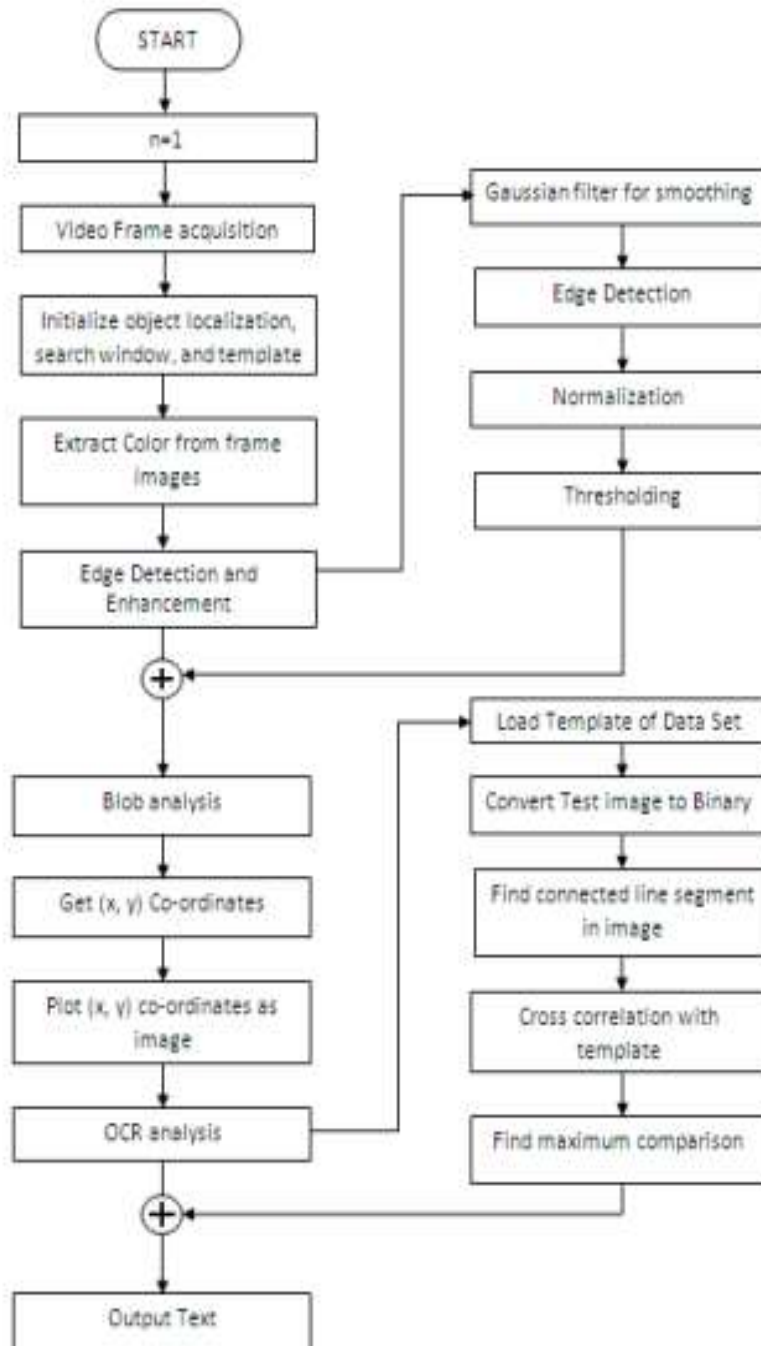 START
n=1
Video Frame acquisition
Initialize object localization,
search window, and template
Extract Color from frame
Images
Edge Detection and
Enhancement
Gaussian filter for smoothing
Edge Detection
Normalization
Thresholding
+
Blob analysis
Get (x, y) Co-ordinates
Plot (x, y) co-ordinates as
image
OCR analysis
Load Template of Data Set
Convert Test image to Binary
Find connected line segment
in image
Cross correlation with
template
Find maximum comparison
+
Output Text